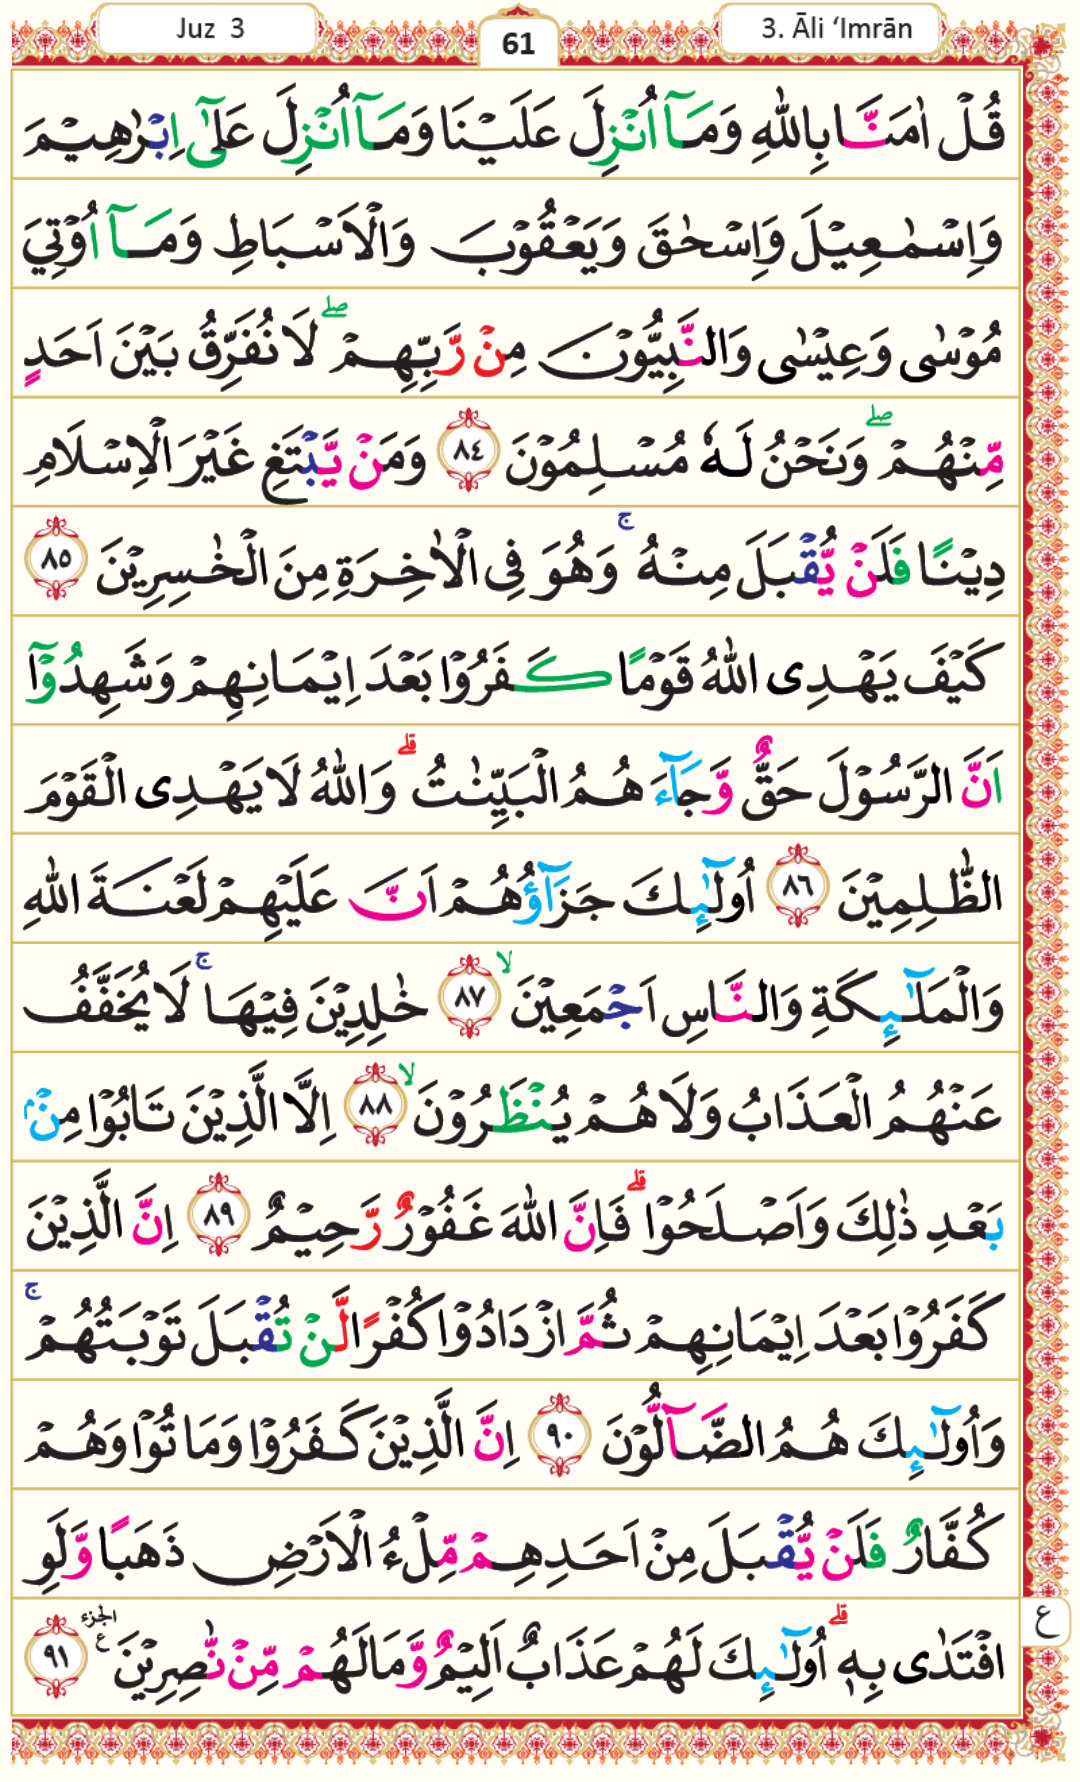 Juz 3
61
3. Āli ‘Imrān
قُلْ اٰمَنَّا بِاللّٰهِ وَمَآ اُنْزِلَ عَلَيْنَا وَمَآ اُنْزِلَ عَلٰٓى اِبْرٰهِيْمَ
وَاِسْمٰعِيْلَ وَاِسْحٰقَ وَيَعْقُوْبَ وَالْاَسْبَاطِ وَمَآ اُوْتِيَ
مُوْسٰى وَعِيْسٰى وَالنَّبِيُّوْنَ مِنْ رَّبِّهِمْ ۖ لَا نُفَرِّقُ بَيْنَ اَحَدٍ
مِّنْهُمْ ۖ وَنَحْنُ لَهٗ مُسْلِمُوْنَ ٨٤ وَمَنْ يَّبْتَغِ غَيْرَ الْاِسْلَامِ
دِيْنًا فَلَنْ يُّقْبَلَ مِنْهُ ۚ وَهُوَ فِى الْاٰخِرَةِ مِنَ الْخٰسِرِيْنَ ٨٥
كَيْفَ يَهْدِى اللّٰهُ قَوْمًا كَفَرُوْا بَعْدَ اِيْمَانِهِمْ وَشَهِدُوْٓا
اَنَّ الرَّسُوْلَ حَقٌّ وَّجَآءَ هُمُ الْبَيِّنٰتُ ۗ وَاللّٰهُ لَا يَهْدِى الْقَوْمَ
الظّٰلِمِيْنَ ٨٦ اُولٰٓئِكَ جَزَآؤُهُمْ اَنَّ عَلَيْهِمْ لَعْنَةَ اللّٰهِ
وَالْمَلٰٓئِكَةِ وَالنَّاسِ اَجْمَعِيْنَ ۙ ٨٧ خٰلِدِيْنَ فِيْهَا ۚ لَا يُخَفَّفُ
عَنْهُمُ الْعَذَابُ وَلَا هُمْ يُنْظَرُوْنَ ۙ ٨٨ اِلَّا الَّذِيْنَ تَابُوْا مِنْۢ
بَعْدِ ذٰلِكَ وَاَصْلَحُوْا ۗ فَاِنَّ اللّٰهَ غَفُوْرٌ رَّحِيْمٌ ٨٩ اِنَّ الَّذِيْنَ
كَفَرُوْا بَعْدَ اِيْمَانِهِمْ ثُمَّ ازْدَادُوْا كُفْرًا لَّنْ تُقْبَلَ تَوْبَتُهُمْ ۚ
وَاُولٰٓئِكَ هُمُ الضَّآلُّوْنَ ٩٠ اِنَّ الَّذِيْنَ كَفَرُوْا وَمَاتُوْا وَهُمْ
كُفَّارٌ فَلَنْ يُّقْبَلَ مِنْ اَحَدِهِمْ مِّلْءُ الْاَرْضِ ذَهَبًا وَّلَوِ
افْتَدٰى بِهٖ ۗ اُولٰٓئِكَ لَهُمْ عَذَابٌ اَلِيْمٌ وَّمَا لَهُمْ مِّنْ نّٰصِرِيْنَ ع الجزء ٩١
ع